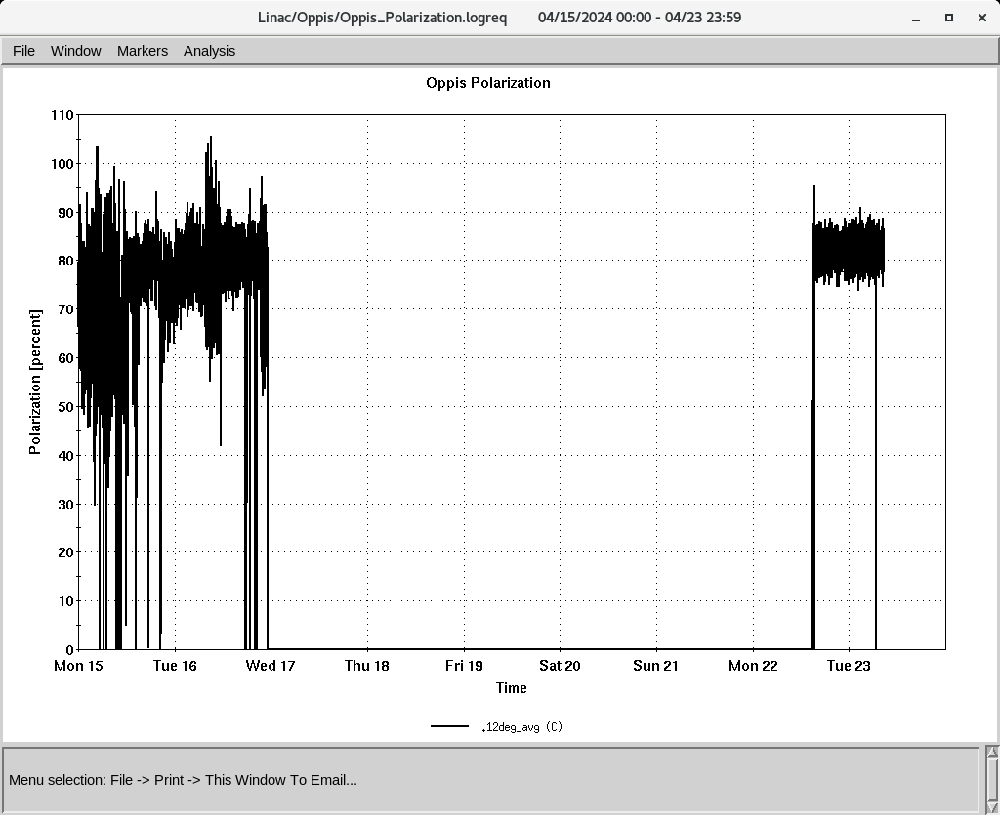 Linac/Oppis/Oppis_Polarization.logreq 04/15/2024 00:00 - 04/23 23:59
File Window Markers Analysis
Oppis Polarization
110
100
90
80
70
60
50
40
30
20
10
0
Polarization [percent]
Mon 15 Tue 16 Wed 17 Thu 18 Fri 19 Sat 20 Sun 21 Mon 22 Tue 23
Time
.12deg_avg (C)
Menu selection: File -> Print -> This Window To Email...